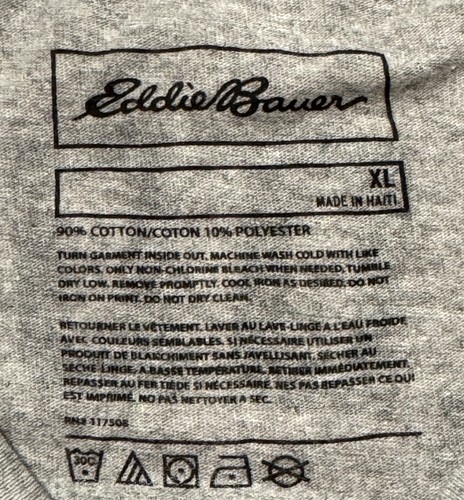 Eddie Bauer
XL
MADE IN HAITI
90% COTTON/COTON 10% POLYESTER
TURN GARMENT INSIDE OUT. MACHINE WASH COLD WITH LIKE
COLORS. ONLY NON-CHLORINE BLEACH WHEN NEEDED. TUMBLE
DRY LOW. REMOVE PROMPTLY. COOL IRON AS DESIRED. DO NOT
IRON ON PRINT. DO NOT DRY CLEAN.
RETOURNER LE VÊTEMENT. LAVER AU LAVE-LINGE A L'EAU FROIDE
AVEC COULEURS SEMBLABLES. SI NÉCESSAIRE UTILISER UN
PRODUIT DE BLANCHIMENT SANS JAVELLISANT. SÉCHER AU
SÈCHE-LINGE, A BASSE TEMPÉRATURE. RETIRER IMMÉDIATEMENT.
REPASSER AU FER TIÈDE SI NÉCESSAIRE. NES PAS REPASSER CE QUI
EST IMPRIMÉ. NO PAS NETTOYER A SEC.
RN# 117508
30C